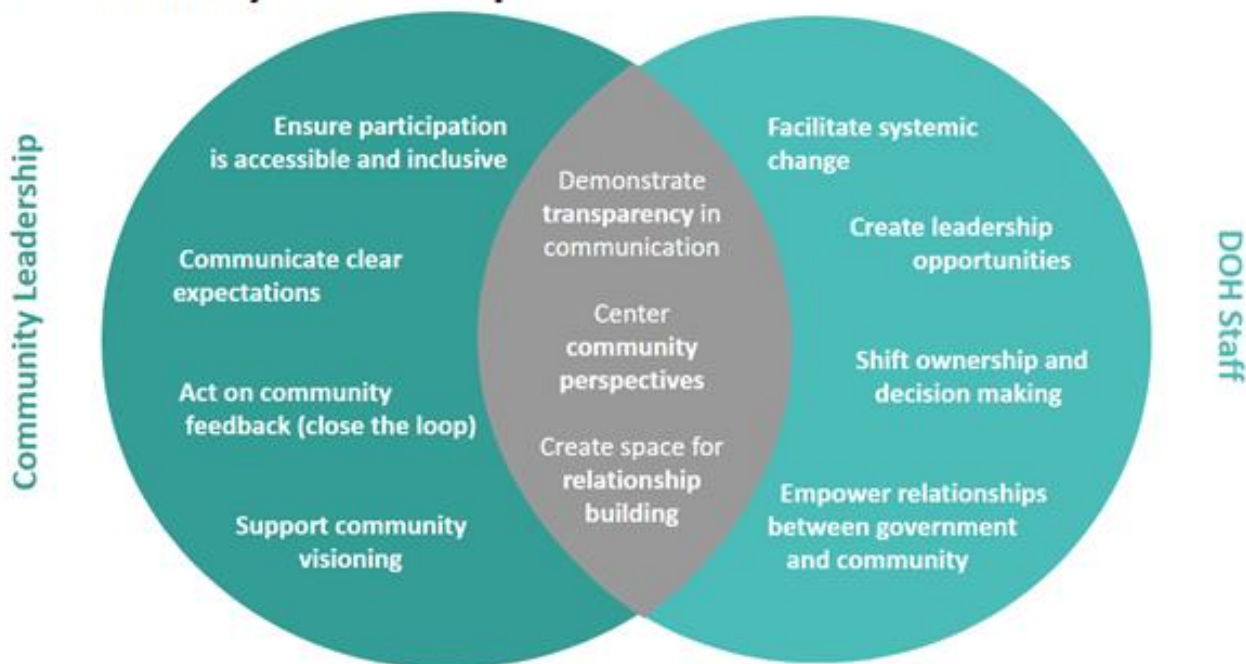 Community Leadership
Ensure participation
is accessible and inclusive
Communicate clear
expectations
Act on community
feedback (close the loop)
Support community
visioning
Demonstrate
transparency in
communication
Center
community
perspectives
Create space for
relationship
building
Facilitate systemic
change
Create leadership
opportunities
Shift ownership and
decision making
Empower relationships
between government
and community
DOH Staff